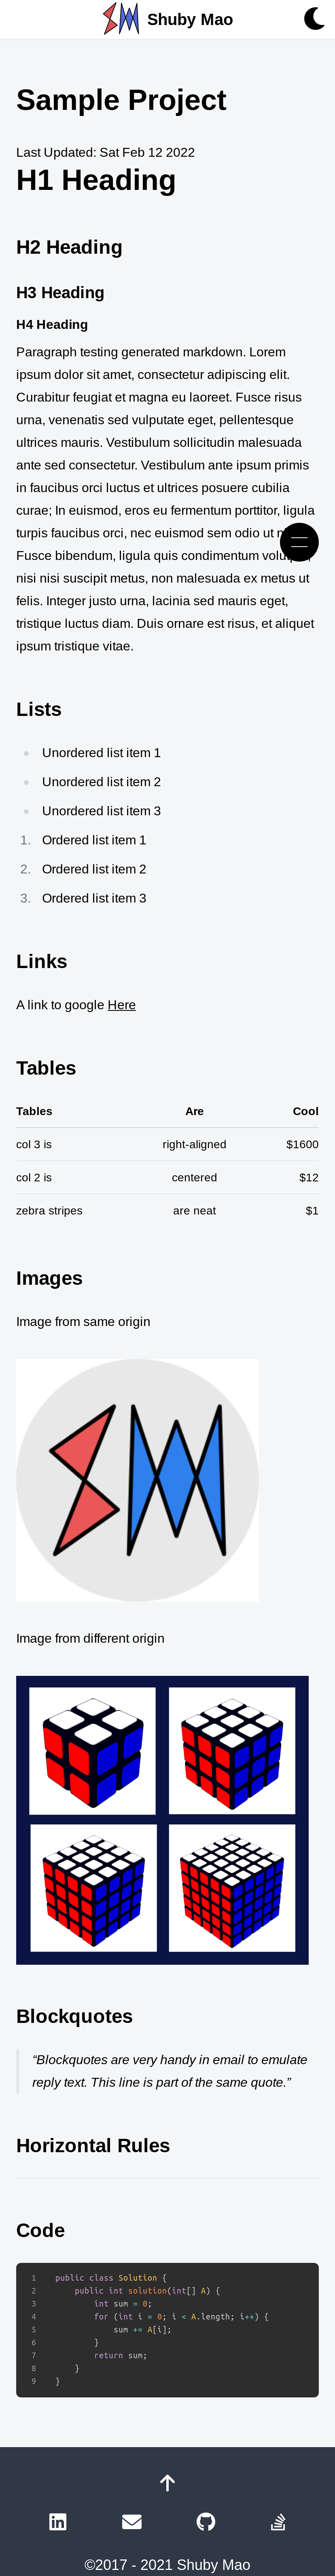 Shuby Mao
Sample Project
Last Updated: Sat Feb 12 2022
H1 Heading
H2 Heading
H3 Heading
H4 Heading
Paragraph testing generated markdown. Lorem
ipsum dolor sit amet, consectetur adipiscing elit.
Curabitur feugiat et magna eu laoreet. Fusce risus
urna, venenatis sed vulputate eget, pellentesque
ultrices mauris. Vestibulum sollicitudin malesuada
ante sed consectetur. Vestibulum ante ipsum primis
in faucibus orci luctus et ultrices posuere cubilia
curae; In euismod, eros eu fermentum porttitor, ligula
turpis faucibus orci, nec euismod sem odio ut
Fusce bibendum, ligula quis condimentum
nisi nisi suscipit metus, non malesuada ex metus ut
felis. Integer justo urna, lacinia sed mauris eget,
tristique luctus diam. Duis ornare est risus, et aliquet
ipsum tristique vitae.
Lists
Unordered list item 1
Unordered list item 2
Unordered list item 3
1. Ordered list item 1
2. Ordered list item 2
3. Ordered list item 3
Links
A link to google Here
Tables
Tables Are Cool
col 3 is right-aligned $1600
col 2 is centered $12
zebra stripes are neat $1
Images
Image from same origin
SM
Image from different origin
Blockquotes
“Blockquotes are very handy in email to emulate
reply text. This line is part of the same quote.”
Horizontal Rules
Code
1 public class Solution {
2 public int solution(int[] A) {
3 int sum = 0;
4 for (int i = 0; i < A.length; i++) {
5 sum += A[i];
6 }
7 return sum;
8 }
9 }
©2017 - 2021 Shuby Mao